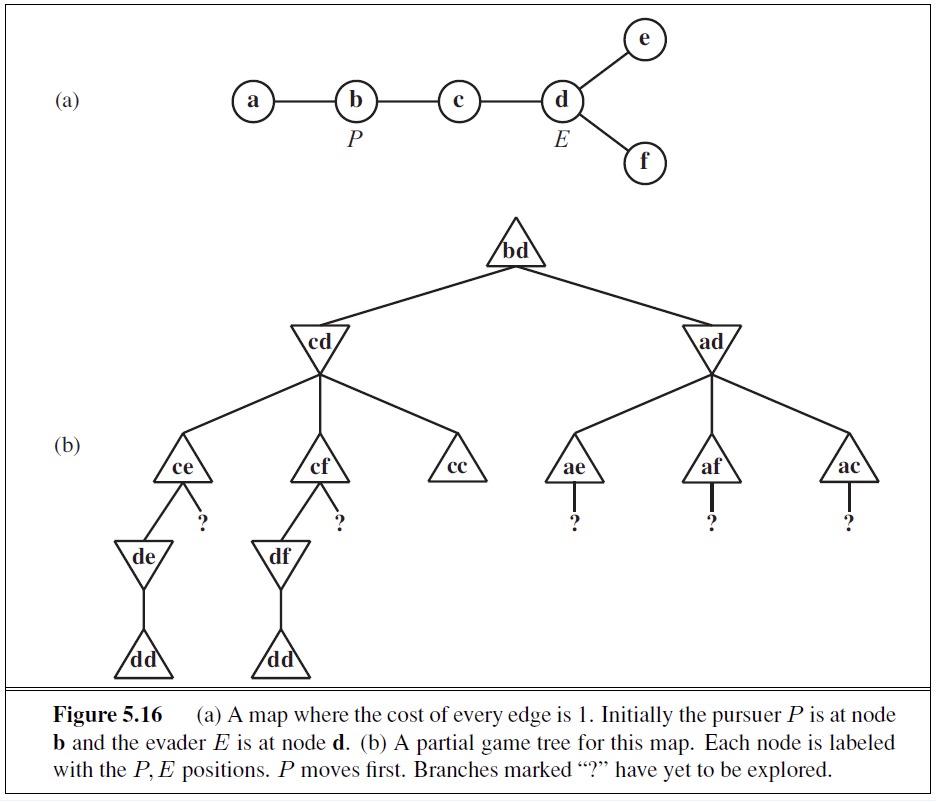 e
(a)
a b c d
P E
f
bd
cd ad
(b)
ce cf cc ae af ac
? ? ? ? ?
de df
dd dd
Figure 5.16 (a) A map where the cost of every edge is 1. Initially the pursuer P is at node
b and the evader E is at node d. (b) A partial game tree for this map. Each node is labeled
with the P, E positions. P moves first. Branches marked “?” have yet to be explored.